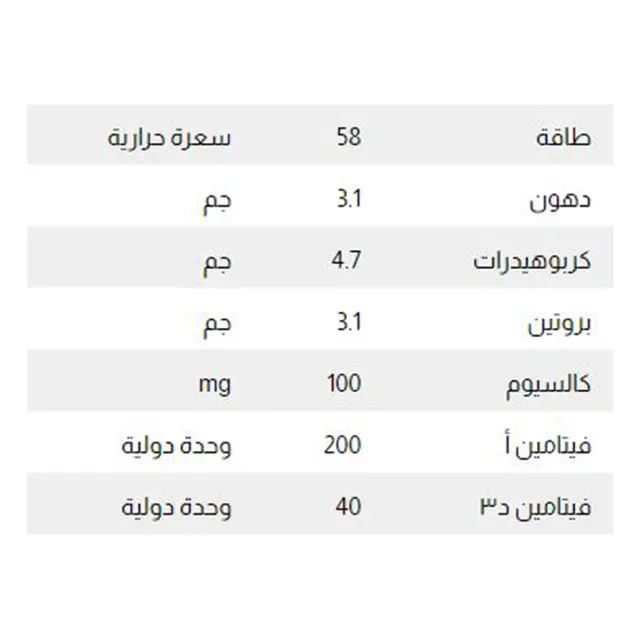 طاقة 58 سعرة حرارية
دهون 3.1 جم
كربوهيدرات 4.7 جم
بروتين 3.1 جم
كالسيوم 100 mg
فيتامين أ 200 وحدة دولية
فيتامين د٣ 40 وحدة دولية